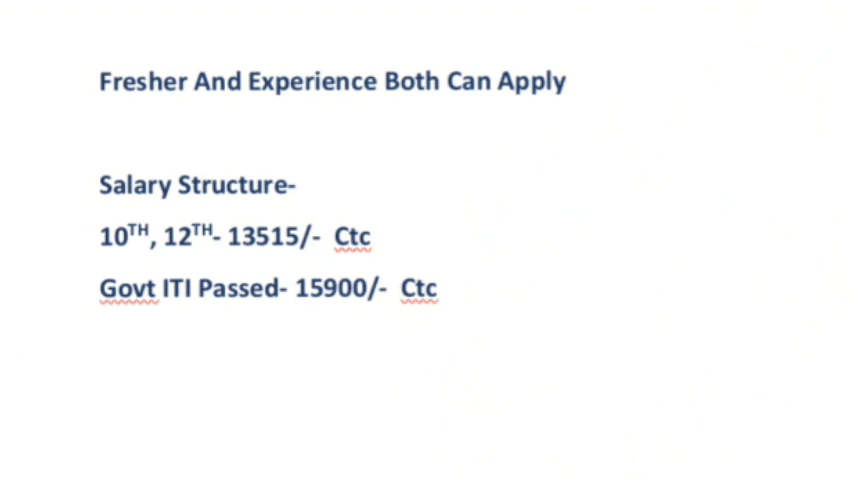 Fresher And Experience Both Can Apply
Salary Structure-
10TH, 12TH- 13515/- Ctc
Govt ITI Passed- 15900/- Ctc